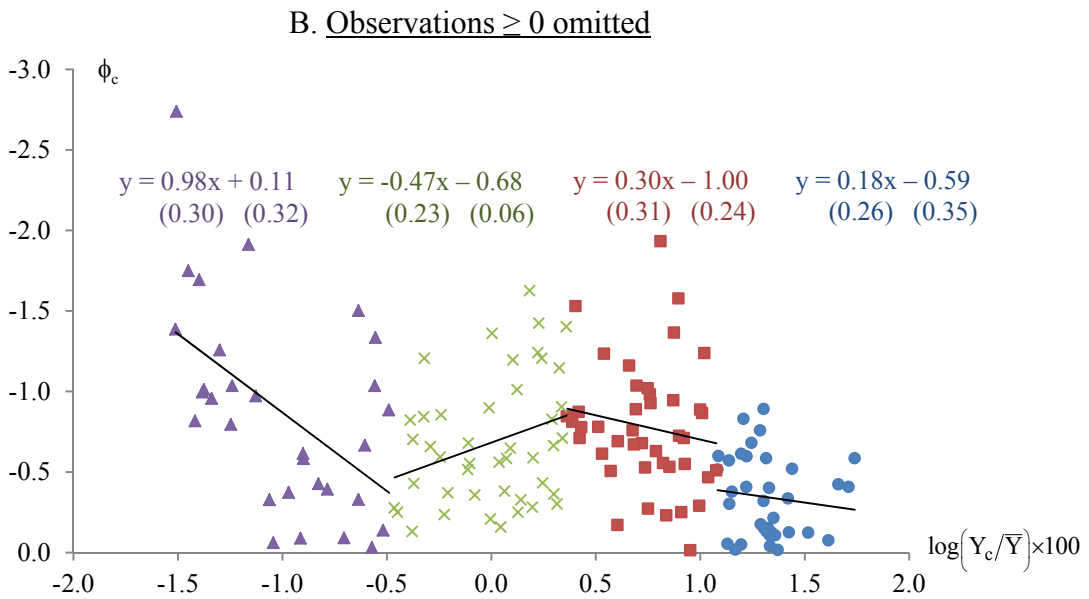 B. Observations ≥ 0 omitted
-3.0
ϕc
-2.5
y = 0.98x + 0.11
(0.30) (0.32)
y = -0.47x – 0.68
(0.23) (0.06)
y = 0.30x – 1.00
(0.31) (0.24)
y = 0.18x – 0.59
(0.26) (0.35)
-2.0
-1.5
-1.0
-0.5
0.0
log(Yc/Y̅)×100
-2.0 -1.5 -1.0 -0.5 0.0 0.5 1.0 1.5 2.0